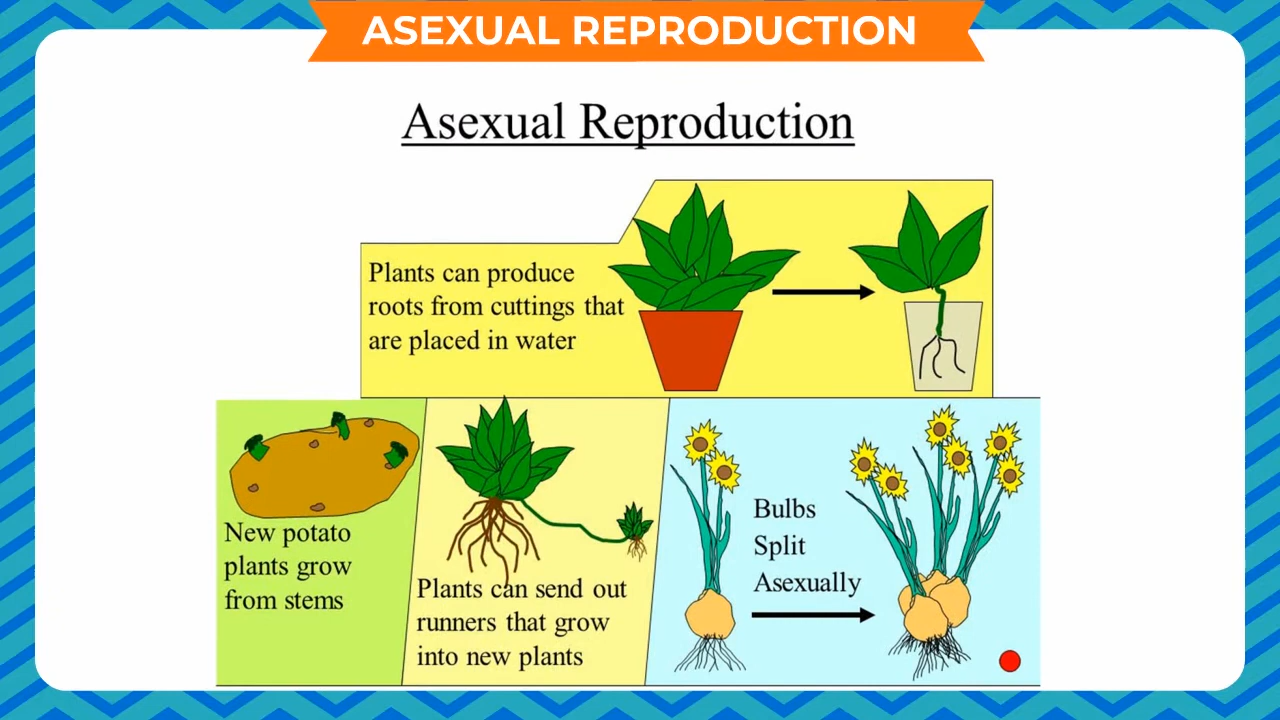 ASEXUAL REPRODUCTION
Asexual Reproduction
Plants can produce
roots from cuttings that
are placed in water
New potato
plants grow
from stems
Plants can send out
runners that grow
into new plants
Bulbs
Split
Asexually